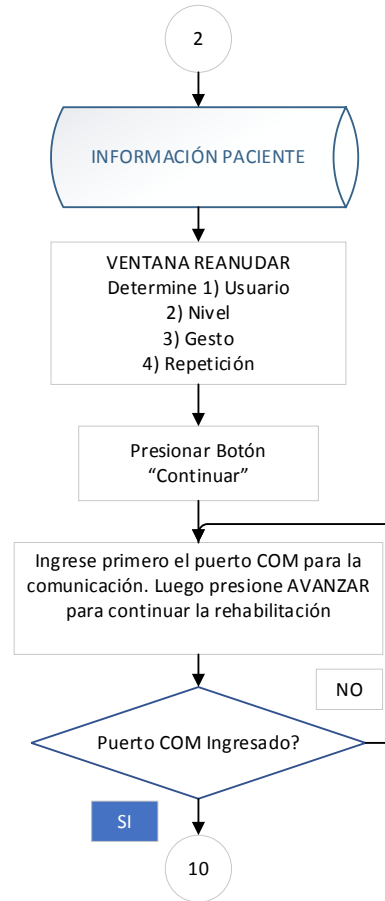 2
INFORMACIÓN PACIENTE
VENTANA REANUDAR
Determine 1) Usuario
2) Nivel
3) Gesto
4) Repetición
Presionar Botón
“Continuar”
Ingrese primero el puerto COM para la
comunicación. Luego presione AVANZAR
para continuar la rehabilitación
NO
Puerto COM Ingresado?
SI
10